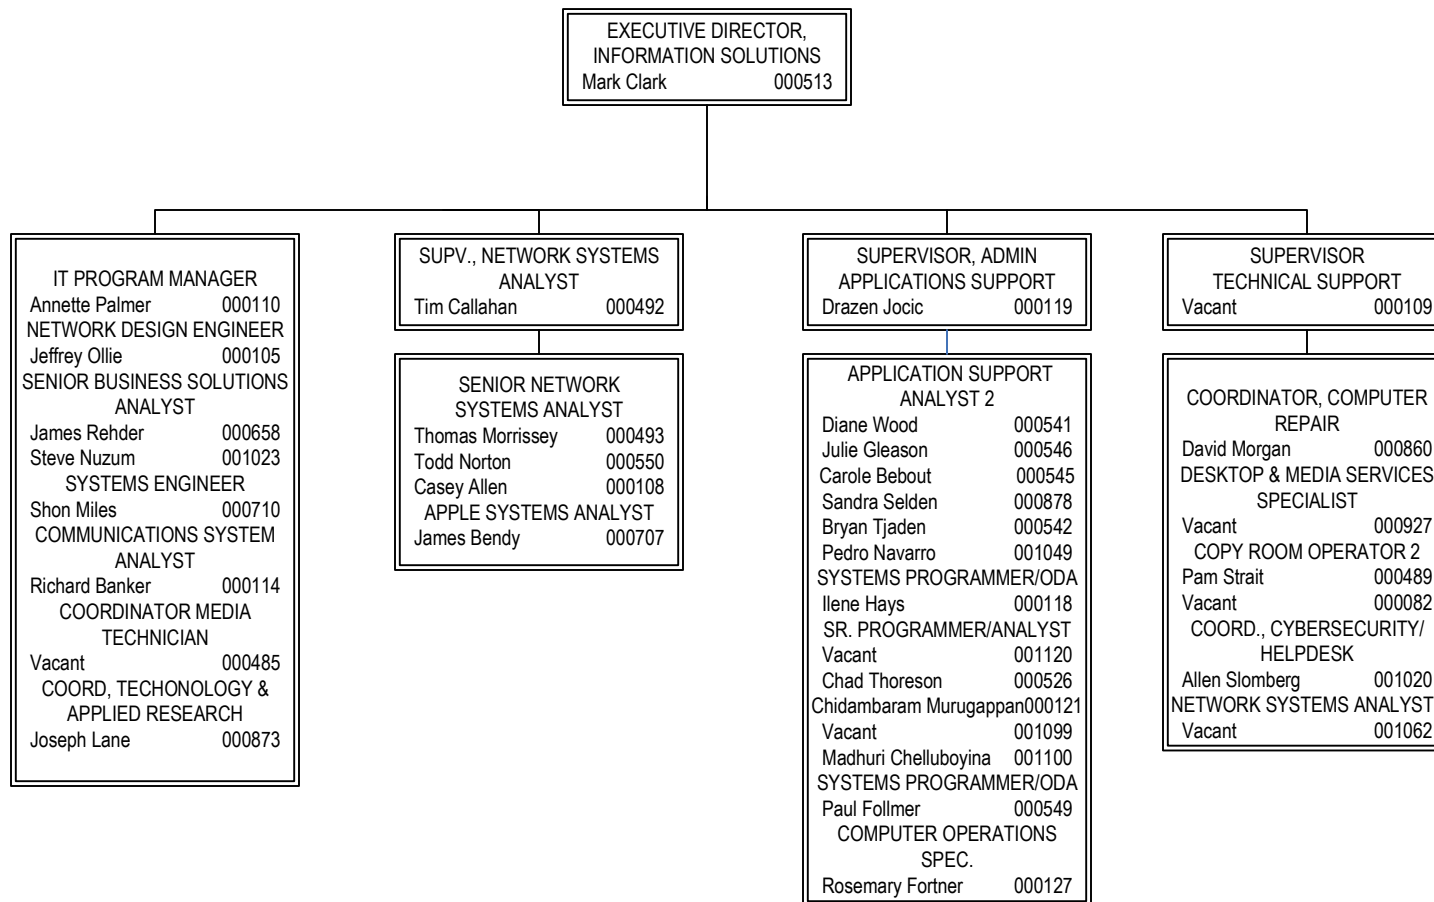 EXECUTIVE DIRECTOR,
INFORMATION SOLUTIONS
Mark Clark 000513
IT PROGRAM MANAGER
Annette Palmer 000110
NETWORK DESIGN ENGINEER
Jeffrey Ollie 000105
SENIOR BUSINESS SOLUTIONS
ANALYST
James Rehder 000658
Steve Nuzum 001023
SYSTEMS ENGINEER
Shon Miles 000710
COMMUNICATIONS SYSTEM
ANALYST
Richard Banker 000114
COORDINATOR MEDIA
TECHNICIAN
Vacant 000485
COORD, TECHONOLOGY &
APPLIED RESEARCH
Joseph Lane 000873
SUPV., NETWORK SYSTEMS
ANALYST
Tim Callahan 000492
SENIOR NETWORK
SYSTEMS ANALYST
Thomas Morrissey 000493
Todd Norton 000550
Casey Allen 000108
APPLE SYSTEMS ANALYST
James Bendy 000707
SUPERVISOR, ADMIN
APPLICATIONS SUPPORT
Drazen Jocic 000119
APPLICATION SUPPORT
ANALYST 2
Diane Wood 000541
Julie Gleason 000546
Carole Bebout 000545
Sandra Selden 000878
Bryan Tjaden 000542
Pedro Navarro 001049
SYSTEMS PROGRAMMER/ODA
Ilene Hays 000118
SR. PROGRAMMER/ANALYST
Vacant 001120
Chad Thoreson 000526
Chidambaram Murugappan000121
Vacant 001099
Madhuri Chelluboyina 001100
SYSTEMS PROGRAMMER/ODA
Paul Follmer 000549
COMPUTER OPERATIONS
SPEC.
Rosemary Fortner 000127
SUPERVISOR
TECHNICAL SUPPORT
Vacant 000109
COORDINATOR, COMPUTER
REPAIR
David Morgan 000860
DESKTOP & MEDIA SERVICES
SPECIALIST
Vacant 000927
COPY ROOM OPERATOR 2
Pam Strait 000489
Vacant 000082
COORD., CYBERSECURITY/
HELPDESK
Allen Slomberg 001020
NETWORK SYSTEMS ANALYST
Vacant 001062